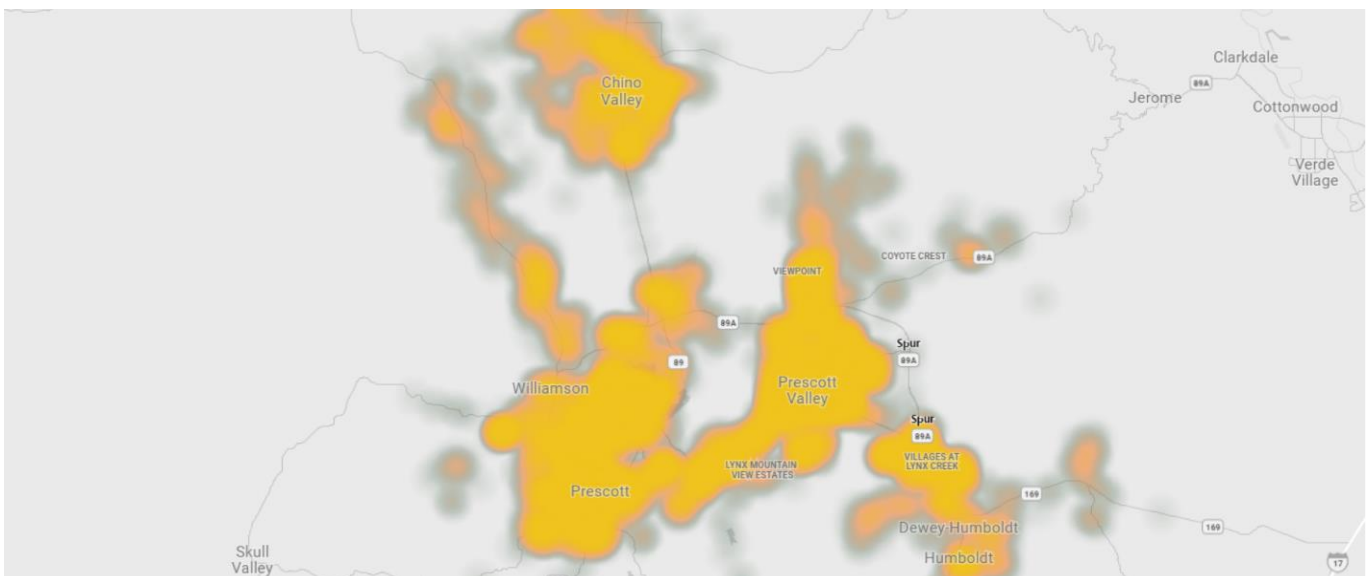 Clarkdale
Chino
Valley
89A
Jerome
Cottonwood
Verde
Village
COYOTE CREST
89A
VIEWPOINT
89A
Spur
89A
89
Williamson
Prescott
Valley
Spur
89A
VILLAGES AT
LYNX CREEK
LYNX MOUNTAIN
VIEW ESTATES
Prescott
169
Dewey-Humboldt
169
Humboldt
Skull
Valley
17